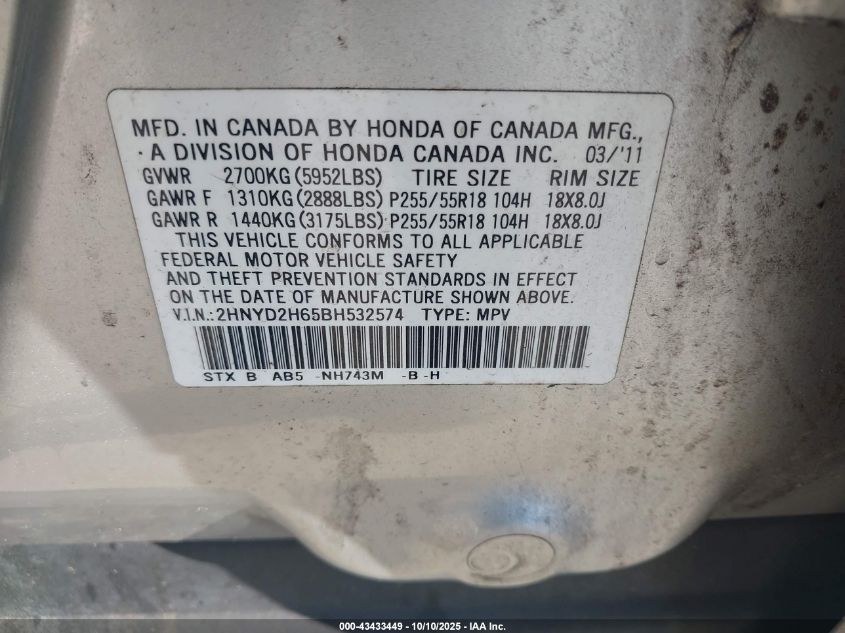 MFD. IN CANADA BY HONDA OF CANADA MFG.,
A DIVISION OF HONDA CANADA INC. 03/'11
GVWR 2700KG(5952LBS) TIRE SIZE RIM SIZE
GAWR F 1310KG(2888LBS) P255/55R18 104H 18X8.0J
GAWR R 1440KG(3175LBS) P255/55R18 104H 18X8.0J
THIS VEHICLE CONFORMS TO ALL APPLICABLE
FEDERAL MOTOR VEHICLE SAFETY
AND THEFT PREVENTION STANDARDS IN EFFECT
ON THE DATE OF MANUFACTURE SHOWN ABOVE.
V.I.N.:2HNYD2H65BH532574 TYPE: MPV
STX B AB5 -NH743M -B -H
000-43433449 - 10/10/2025 - IAA Inc.